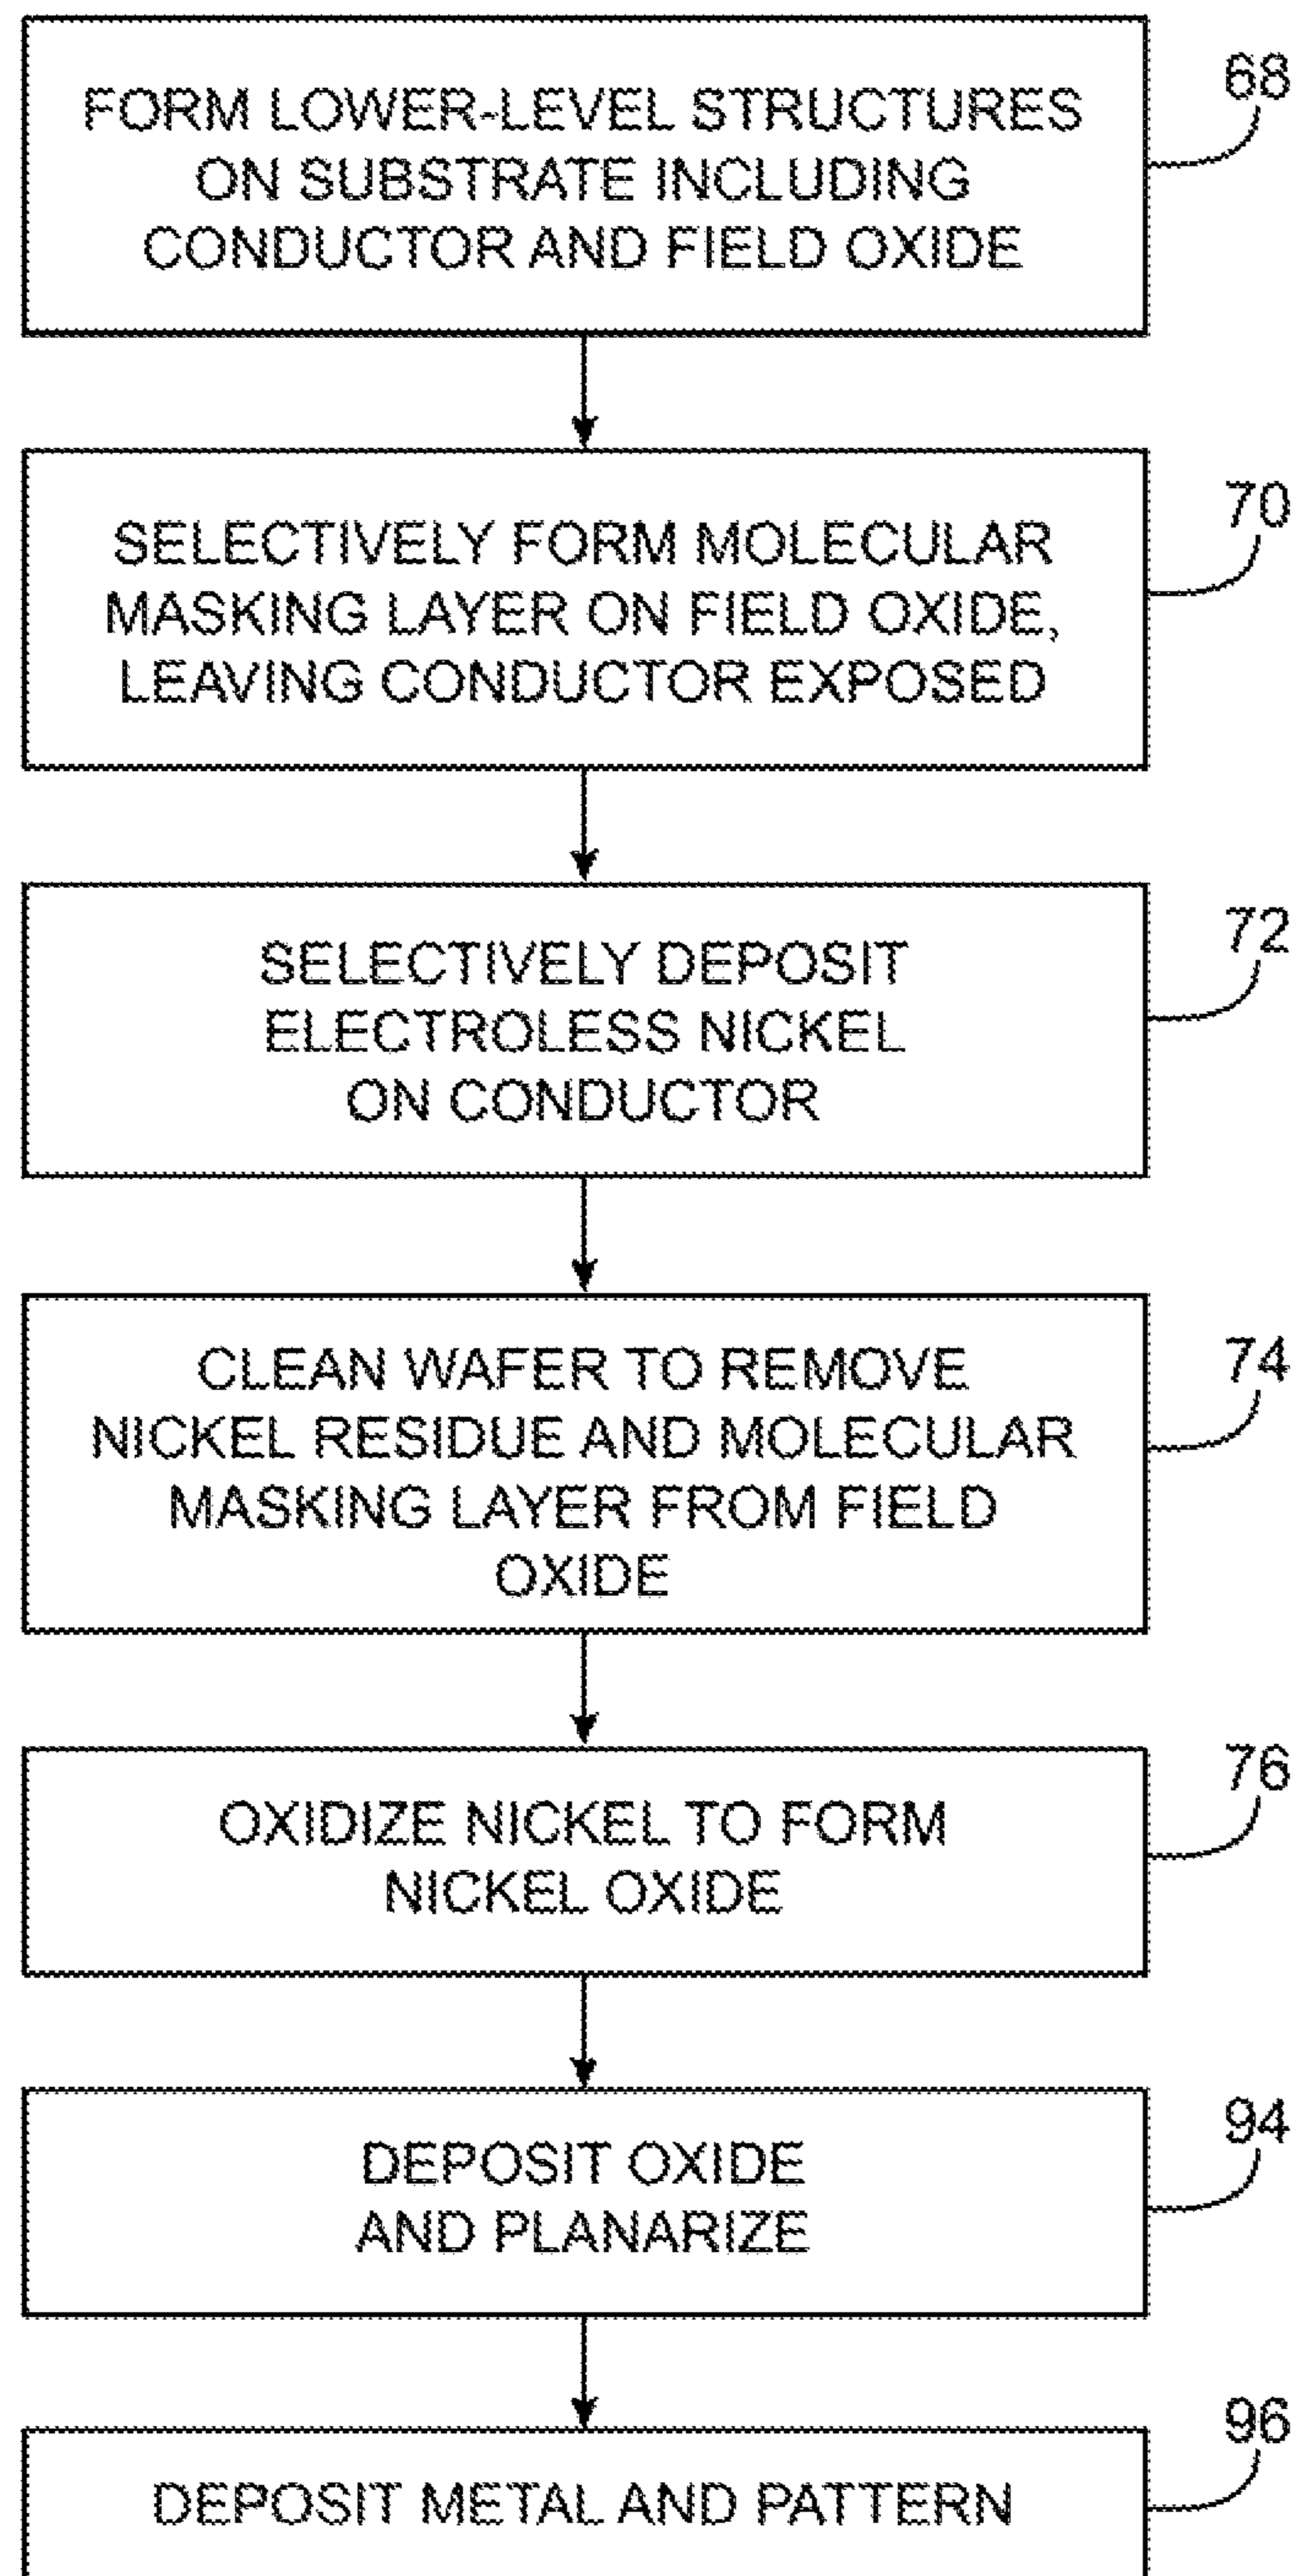 FORM LOWER-LEVEL STRUCTURES
ON SUBSTRATE INCLUDING
CONDUCTOR AND FIELD OXIDE
68
SELECTIVELY FORM MOLECULAR
MASKING LAYER ON FIELD OXIDE,
LEAVING CONDUCTOR EXPOSED
70
SELECTIVELY DEPOSIT
ELECTROLESS NICKEL
ON CONDUCTOR
72
CLEAN WAFER TO REMOVE
NICKEL RESIDUE AND MOLECULAR
MASKING LAYER FROM FIELD
OXIDE
74
OXIDIZE NICKEL TO FORM
NICKEL OXIDE
76
DEPOSIT OXIDE
AND PLANARIZE
94
DEPOSIT METAL AND PATTERN
96